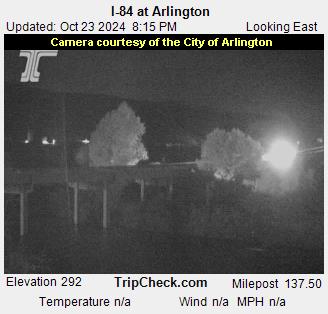 I-84 at Arlington
Updated: Oct 23 2024 8:15 PM Looking East
Camera courtesy of the City of Arlington
Elevation 292 TripCheck.com Milepost 137.50
Temperature n/a Wind n/a MPH n/a